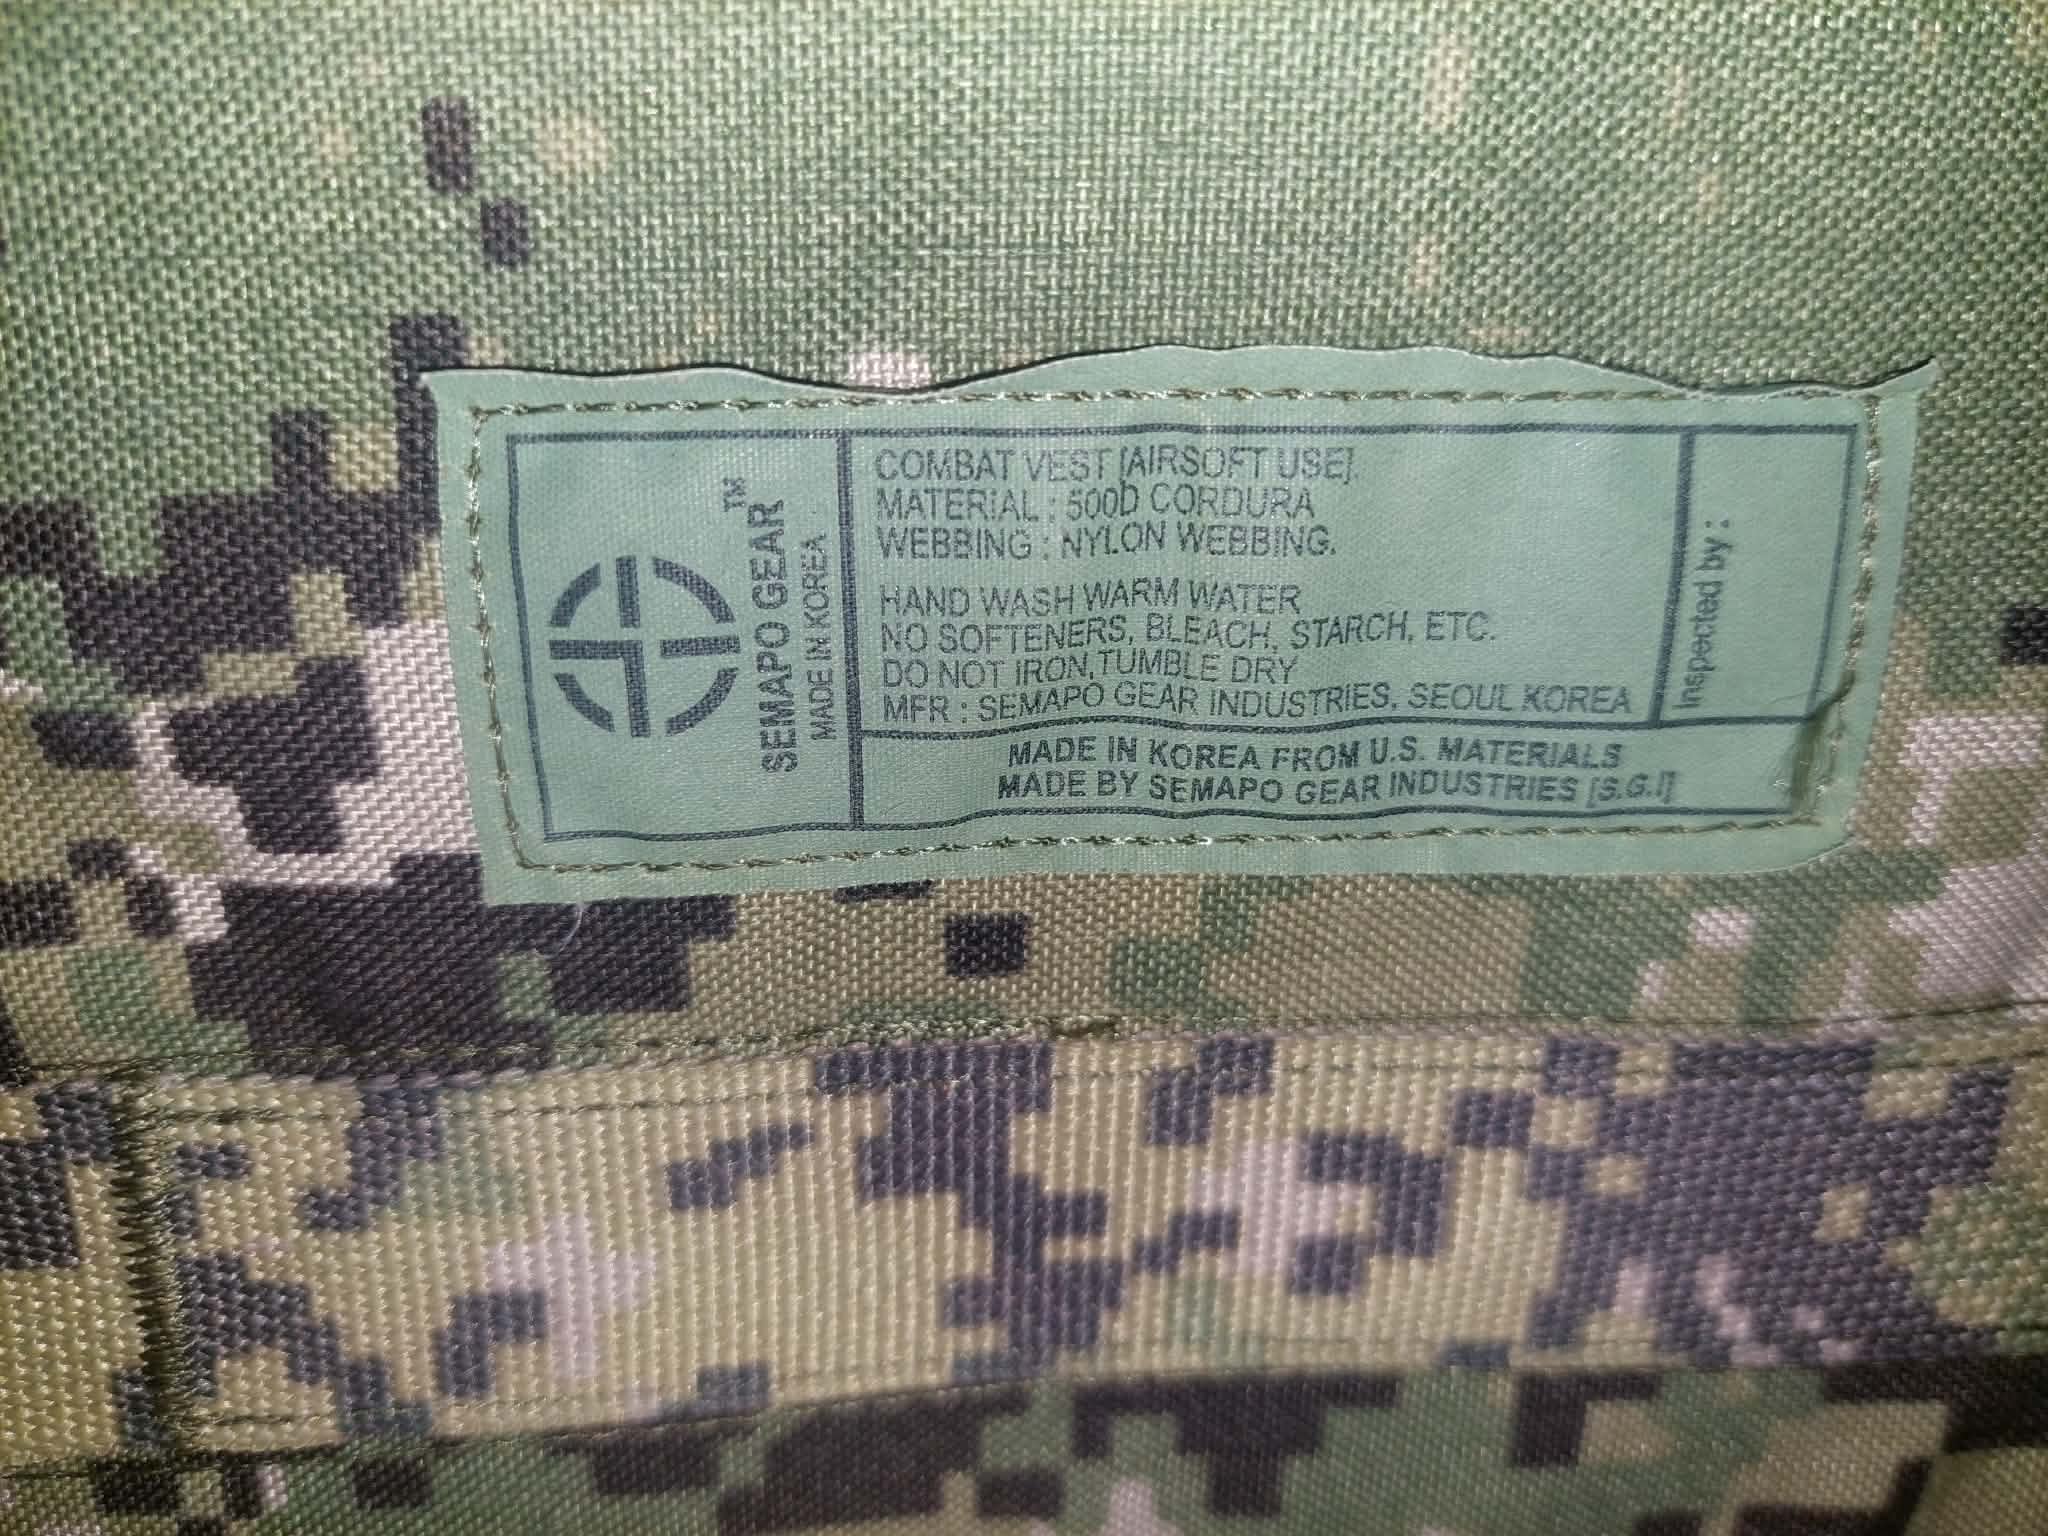 SEMAPO GEAR™
MADE IN KOREA
COMBAT VEST [AIRSOFT USE].
MATERIAL : 500D CORDURA
WEBBING : NYLON WEBBING.
HAND WASH WARM WATER
NO SOFTENERS, BLEACH, STARCH, ETC.
DO NOT IRON,TUMBLE DRY
MFR : SEMAPO GEAR INDUSTRIES, SEOUL KOREA
Inspected by :
MADE IN KOREA FROM U.S. MATERIALS
MADE BY SEMAPO GEAR INDUSTRIES [S.G.I]